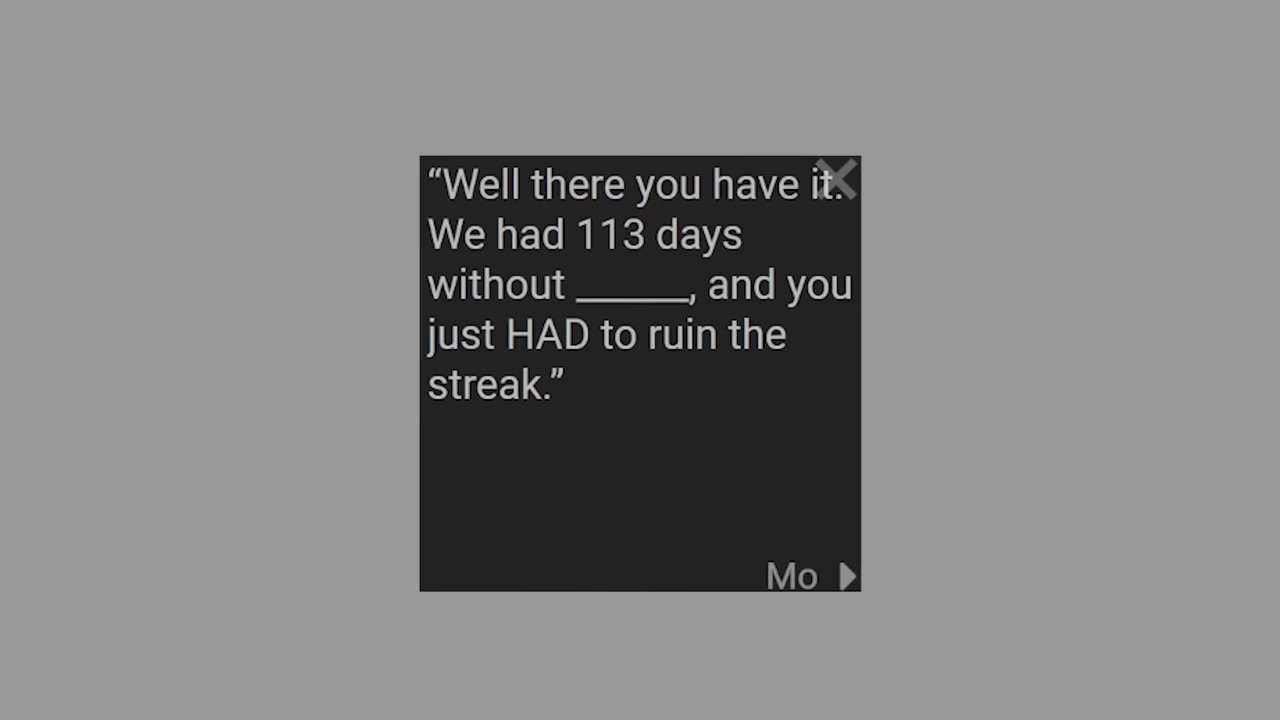 “Well there you have it.
We had 113 days
without ______, and you
just HAD to ruin the
streak.”
Mo